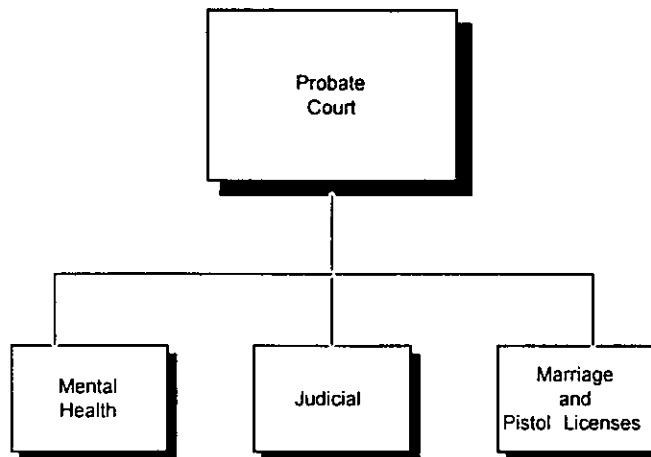 Probate
Court
Mental
Health
Judicial
Marriage
and
Pistol Licenses